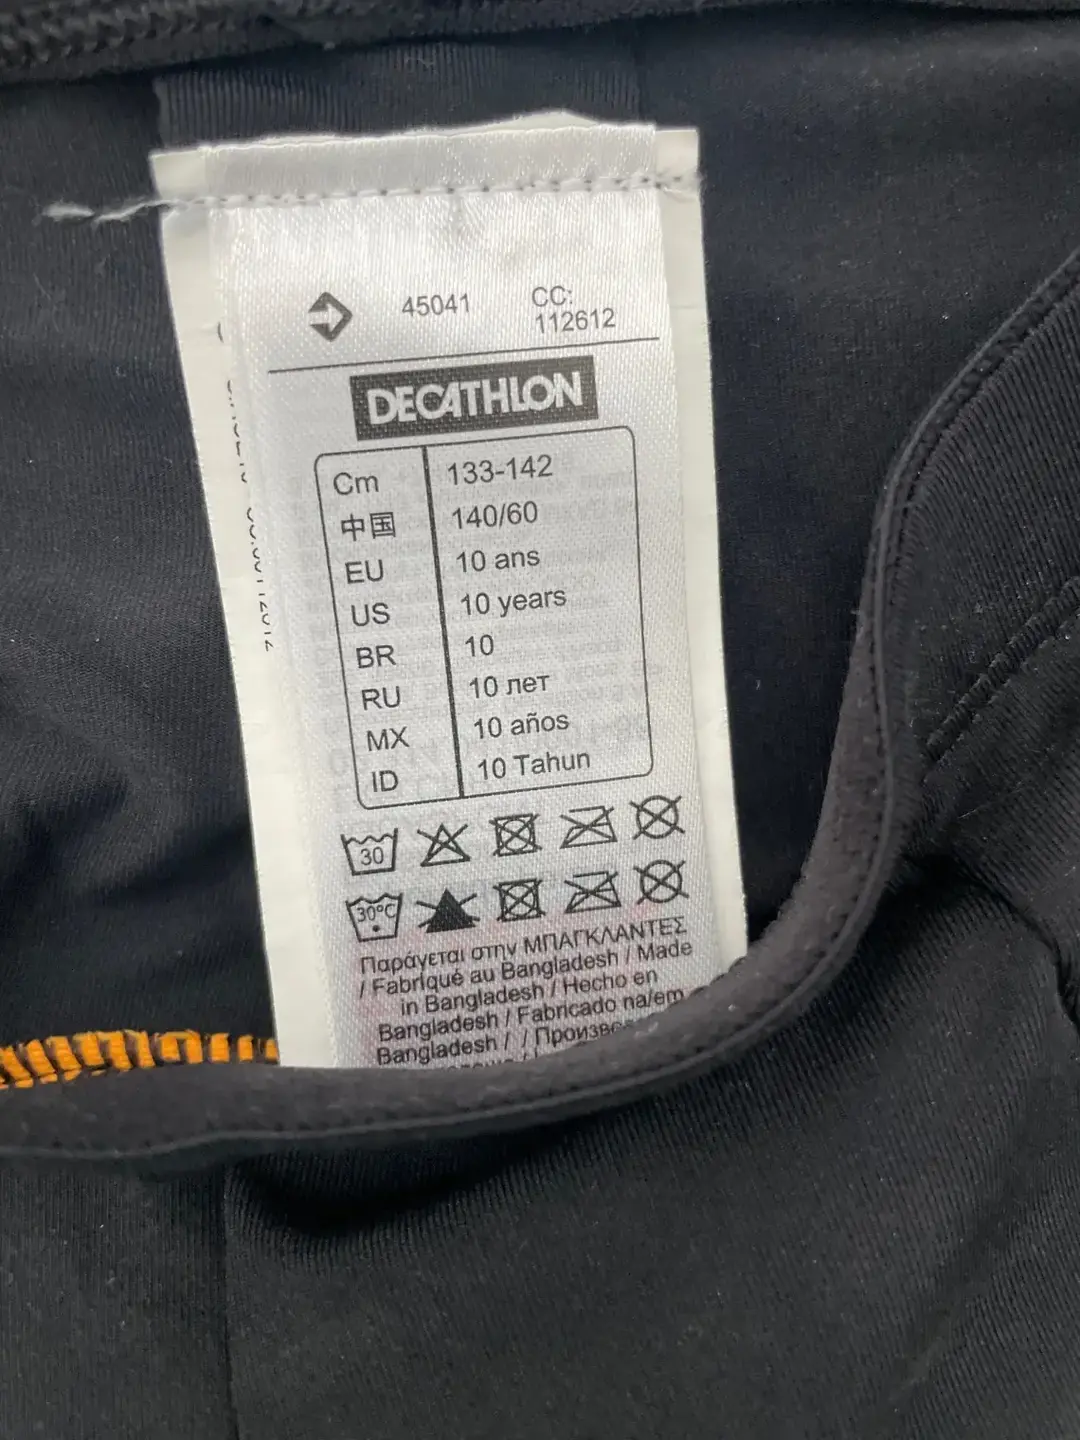 45041
CC:
112612
DECATHLON
Cm 133-142
中国 140/60
EU 10 ans
US 10 years
BR 10
RU 10 лет
MX 10 años
ID 10 Tahun
30
30°C
Παράγεται στην ΜΠΑΓΚΛΑΝΤΕΣ
/ Fabriqué au Bangladesh / Made
in Bangladesh / Hecho en
Bangladesh / Fabricado na/em
Bangladesh / / Произве